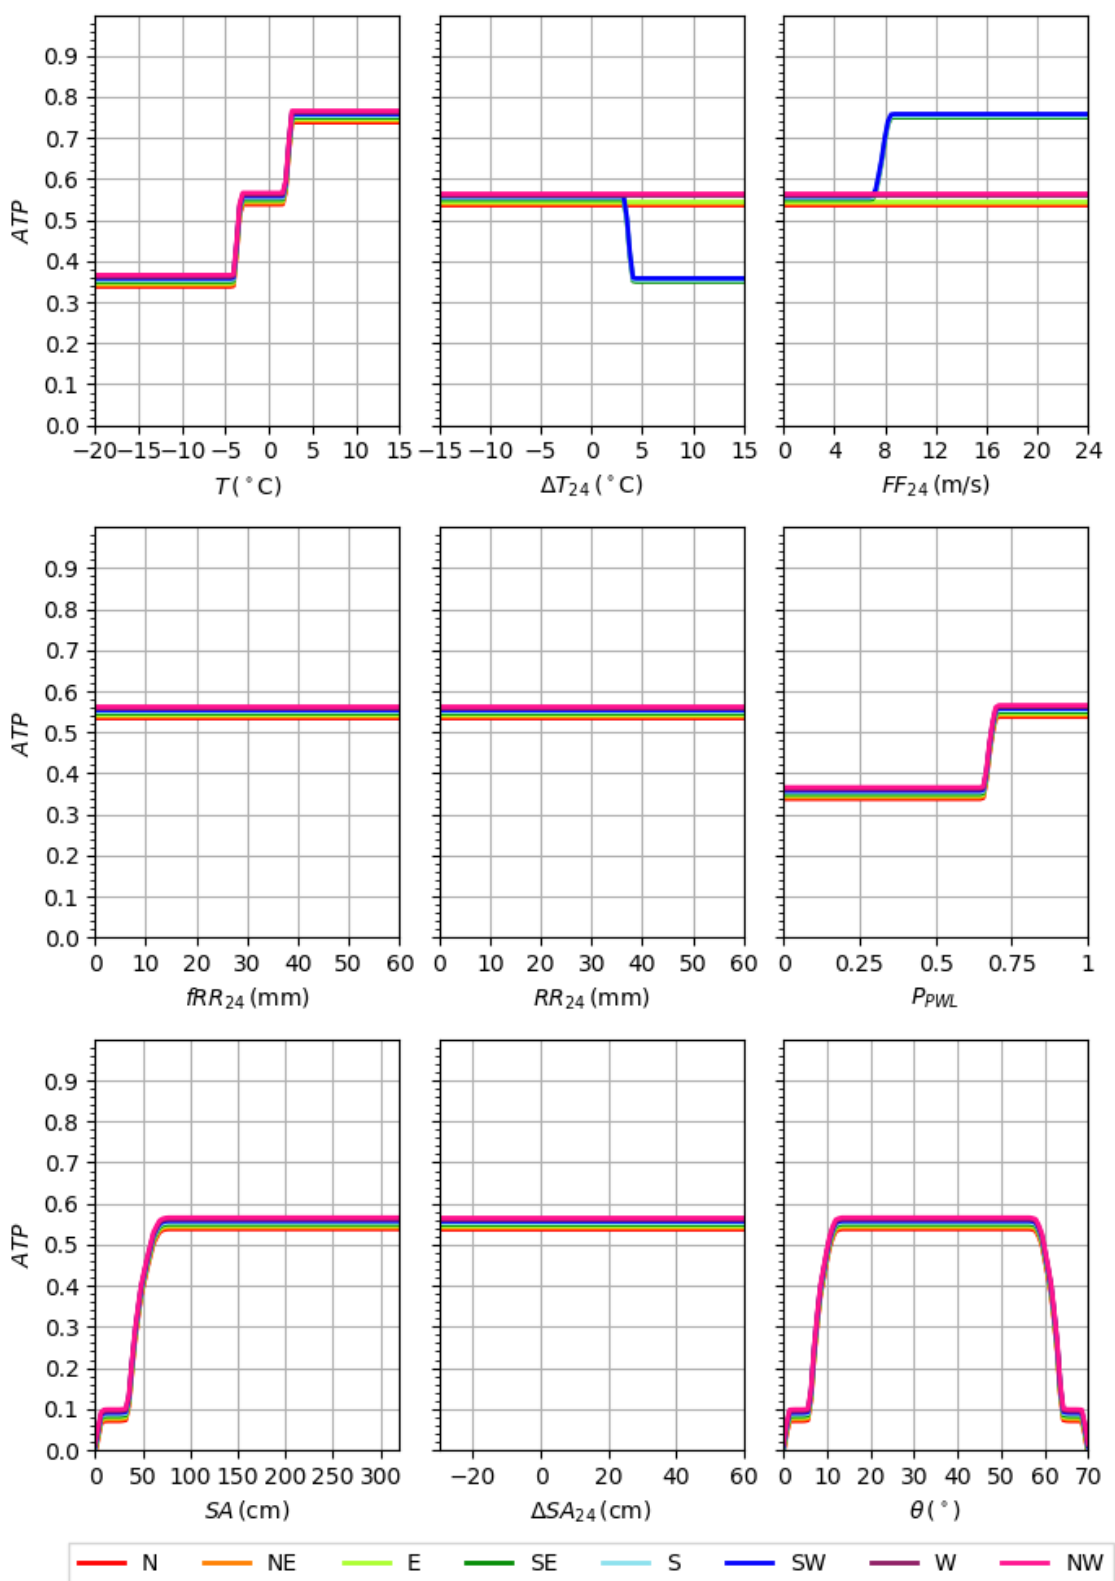 0.9
0.8
0.7
0.6
0.5
0.4
0.3
0.2
0.1
0.0
ATP
−20 −15 −10 −5 0 5 10 15
T (°C)
−15 −10 −5 0 5 10 15
ΔT₂₄ (°C)
0 4 8 12 16 20 24
FF₂₄ (m/s)
0.9
0.8
0.7
0.6
0.5
0.4
0.3
0.2
0.1
0.0
ATP
0 10 20 30 40 50 60
fRR₂₄ (mm)
0 10 20 30 40 50 60
RR₂₄ (mm)
0 0.25 0.5 0.75 1
P_PWL
0.9
0.8
0.7
0.6
0.5
0.4
0.3
0.2
0.1
0.0
ATP
0 50 100 150 200 250 300
SA (cm)
−20 0 20 40 60
ΔSA₂₄ (cm)
0 10 20 30 40 50 60 70
θ (°)
N NE E SE S SW W NW